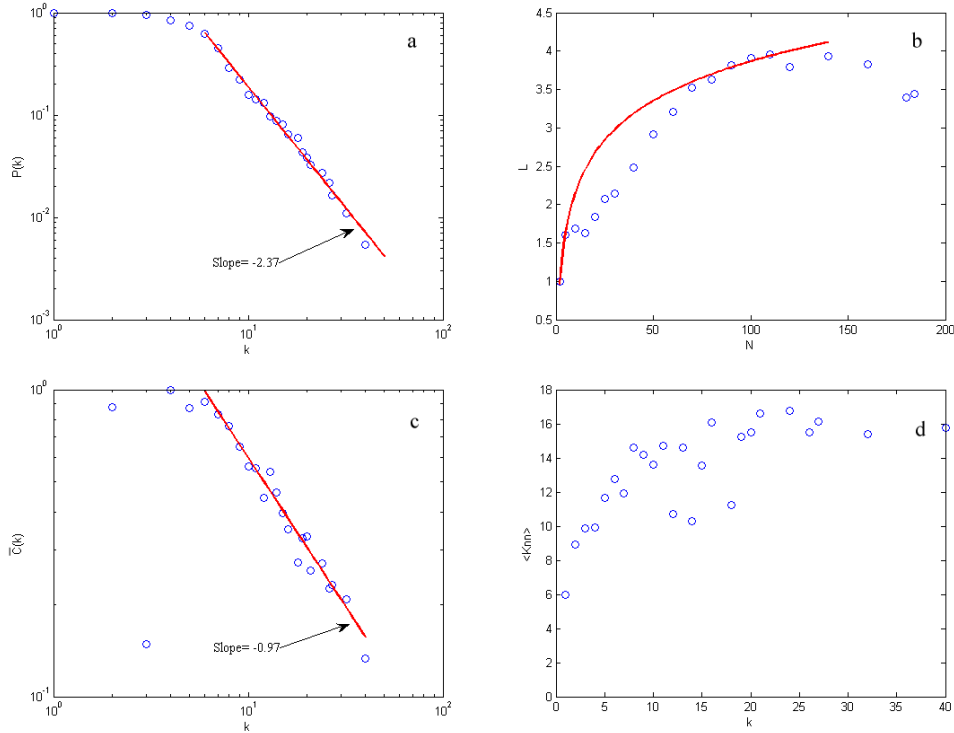 a
10^0
10^-1
10^-2
10^-3
P(k)
Slope= -2.37
10^0 10^1 10^2
k
b
4.5
4
3.5
3
2.5
2
1.5
1
0.5
L
0 50 100 150 200
N
c
10^0
10^-1
C̅(k)
Slope= -0.97
10^0 10^1 10^2
k
d
18
16
14
12
10
8
6
4
2
0
<Knn>
0 5 10 15 20 25 30 35 40
k